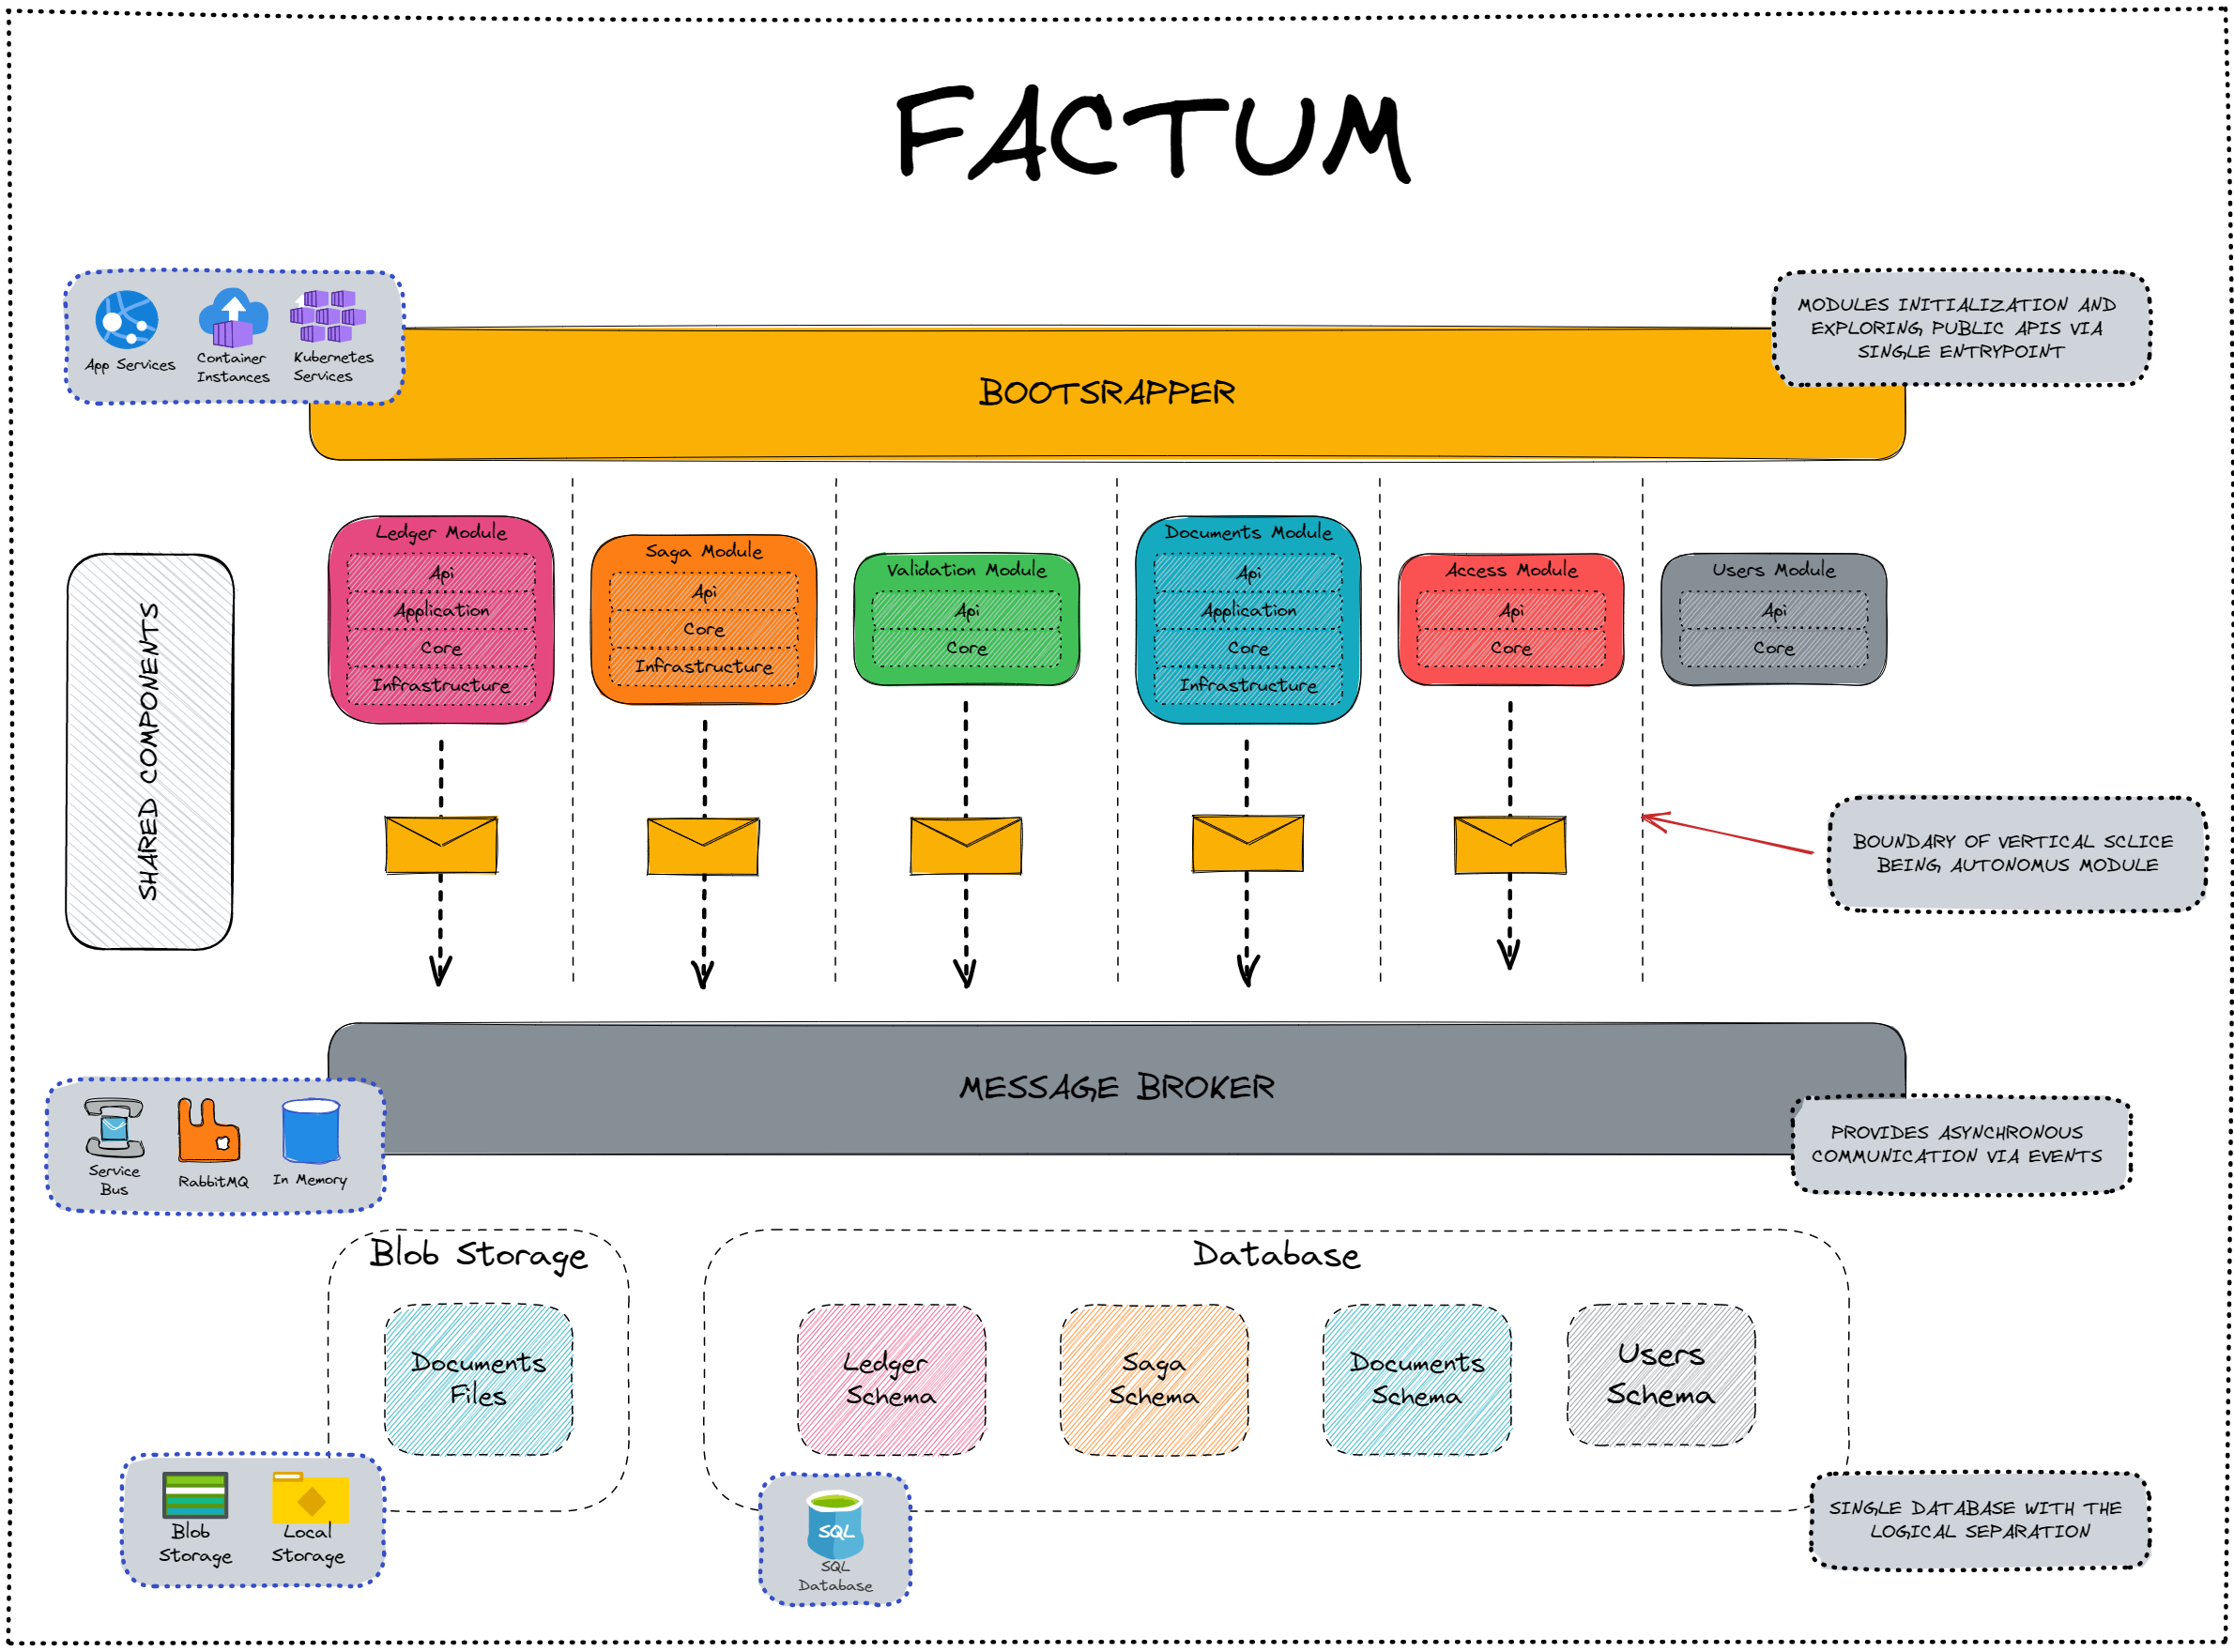 FACTUM
App Services
Container
Instances
Kubernetes
Services
MODULES INITIALIZATION AND
EXPLORING PUBLIC APIS VIA
SINGLE ENTRYPOINT
BOOTSRAPPER
SHARED COMPONENTS
Ledger Module
Api
Application
Core
Infrastructure
Saga Module
Api
Core
Infrastructure
Validation Module
Api
Core
Documents Module
Api
Application
Core
Infrastructure
Access Module
Api
Core
Users Module
Api
Core
BOUNDARY OF VERTICAL SCLICE
BEING AUTONOMUS MODULE
MESSAGE BROKER
Service
Bus
RabbitMQ
In Memory
PROVIDES ASYNCHRONOUS
COMMUNICATION VIA EVENTS
Blob Storage
Documents
Files
Blob
Storage
Local
Storage
Database
Ledger
Schema
Saga
Schema
Documents
Schema
Users
Schema
SQL
SQL
Database
SINGLE DATABASE WITH THE
LOGICAL SEPARATION